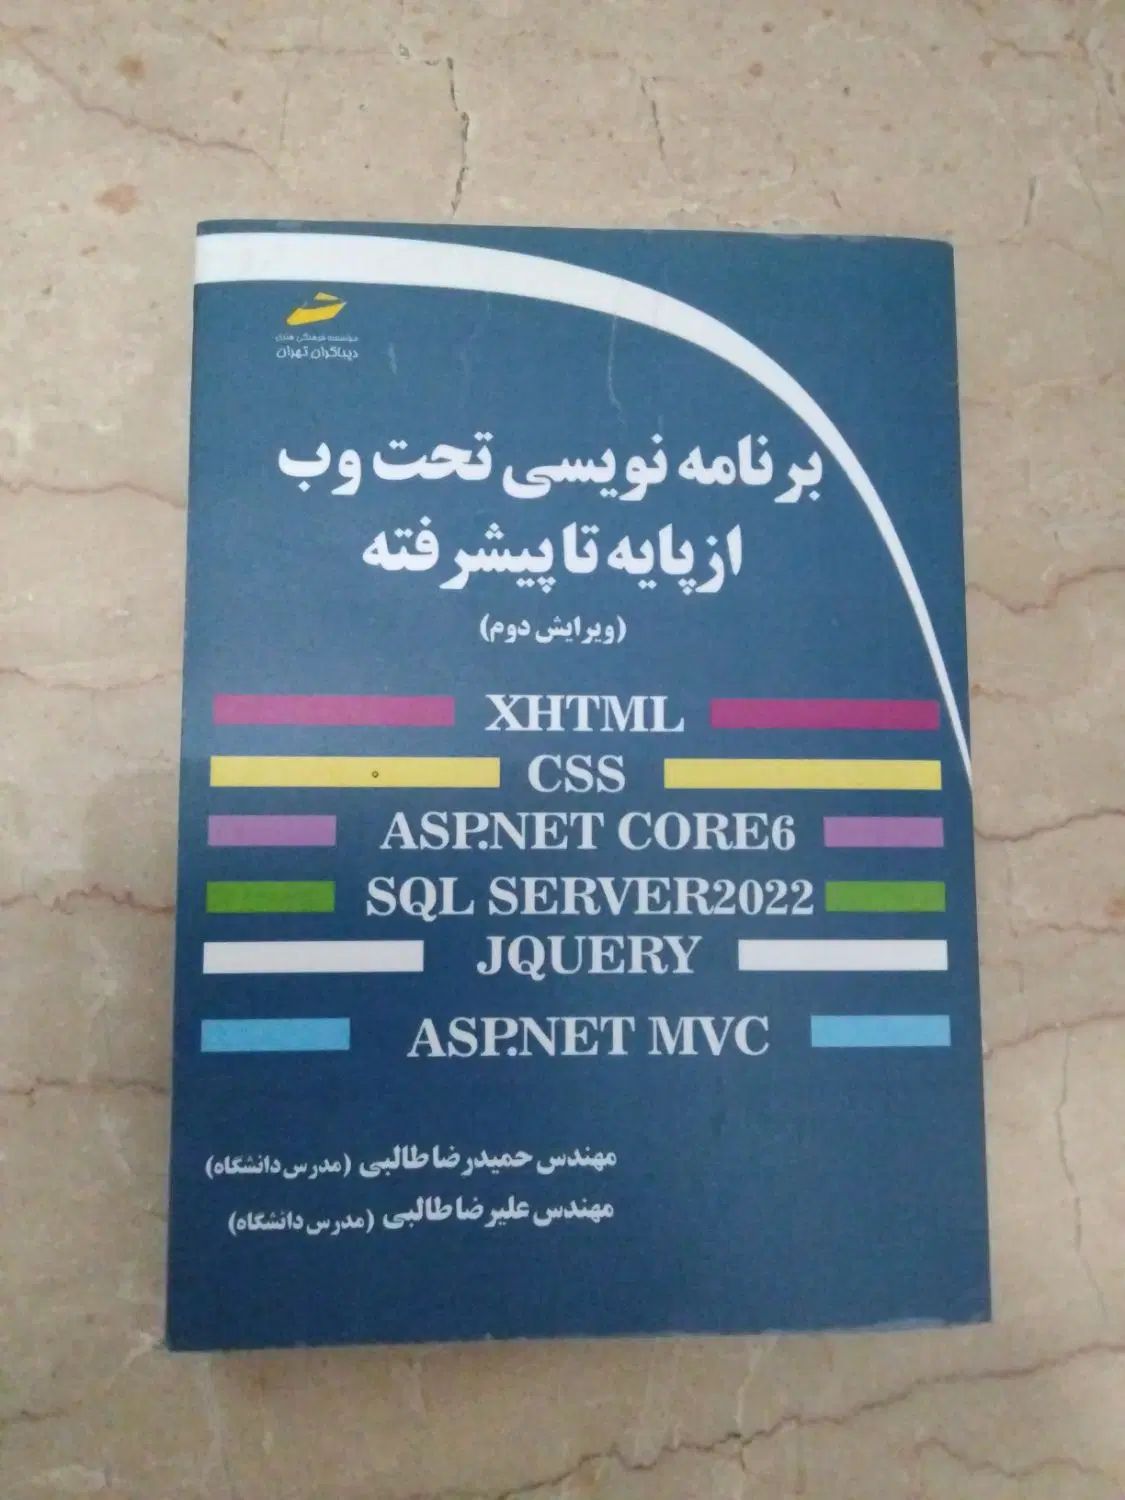 موسسه فرهنگی هنری
دیباگران تهران
برنامه نویسی تحت وب
از پایه تا پیشرفته
(ویرایش دوم)
XHTML
CSS
ASP.NET CORE6
SQL SERVER2022
JQUERY
ASP.NET MVC
مهندس حمیدرضا طالبی (مدرس دانشگاه)
مهندس علیرضا طالبی (مدرس دانشگاه)